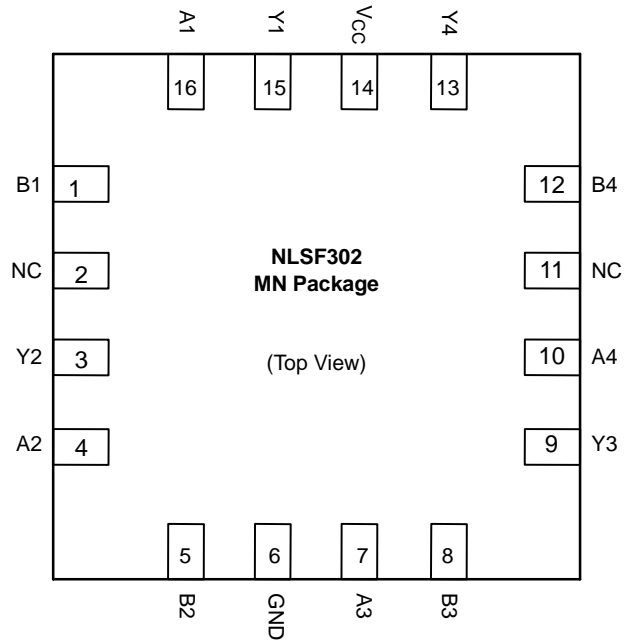 A1 Y1 VCC Y4
16 15 14 13
B1 1 12 B4
NLSF302
MN Package
NC 2 11 NC
Y2 3 (Top View) 10 A4
A2 4 9 Y3
5 6 7 8
B2 GND A3 B3